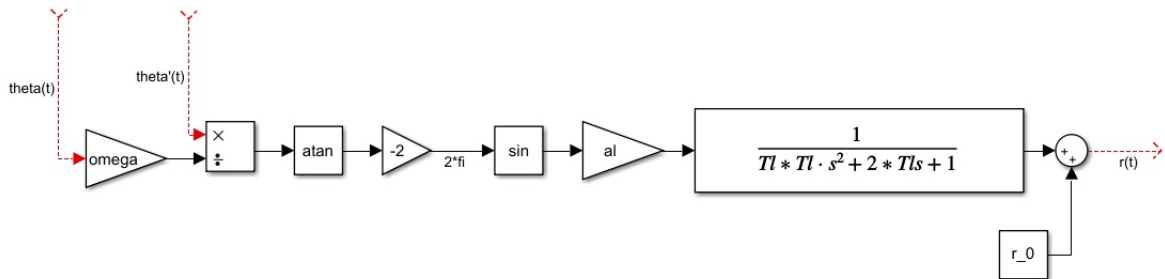 theta(t)
theta'(t)
omega
×
÷
atan
-2
2*fi
sin
al
1
Tl * Tl · s² + 2 * Tls + 1
+
+
r(t)
r_0